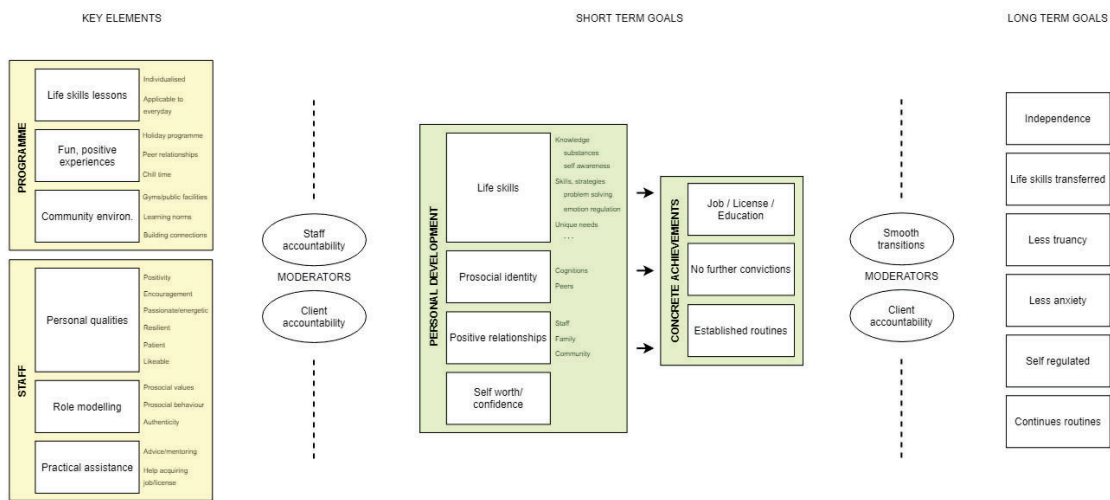 KEY ELEMENTS
SHORT TERM GOALS
LONG TERM GOALS
PROGRAMME
Life skills lessons
Individualised
Applicable to
everyday
Fun, positive
experiences
Holiday programme
Peer relationships
Chill time
Community environ.
Gyms/public facilities
Learning norms
Building connections
STAFF
Personal qualities
Positivity
Encouragement
Passionate/energetic
Resilient
Patient
Likeable
Role modelling
Prosocial values
Prosocial behaviour
Authenticity
Practical assistance
Advice/mentoring
Help acquiring
job/license
Staff
accountability
MODERATORS
Client
accountability
PERSONAL DEVELOPMENT
Life skills
Knowledge
substances
self awareness
Skills, strategies
problem solving
emotion regulation
Unique needs
. . .
Prosocial identity
Cognitions
Peers
Positive relationships
Staff
Family
Community
Self worth/
confidence
CONCRETE ACHIEVEMENTS
Job / License /
Education
No further convictions
Established routines
Smooth
transitions
MODERATORS
Client
accountability
Independence
Life skills transferred
Less truancy
Less anxiety
Self regulated
Continues routines